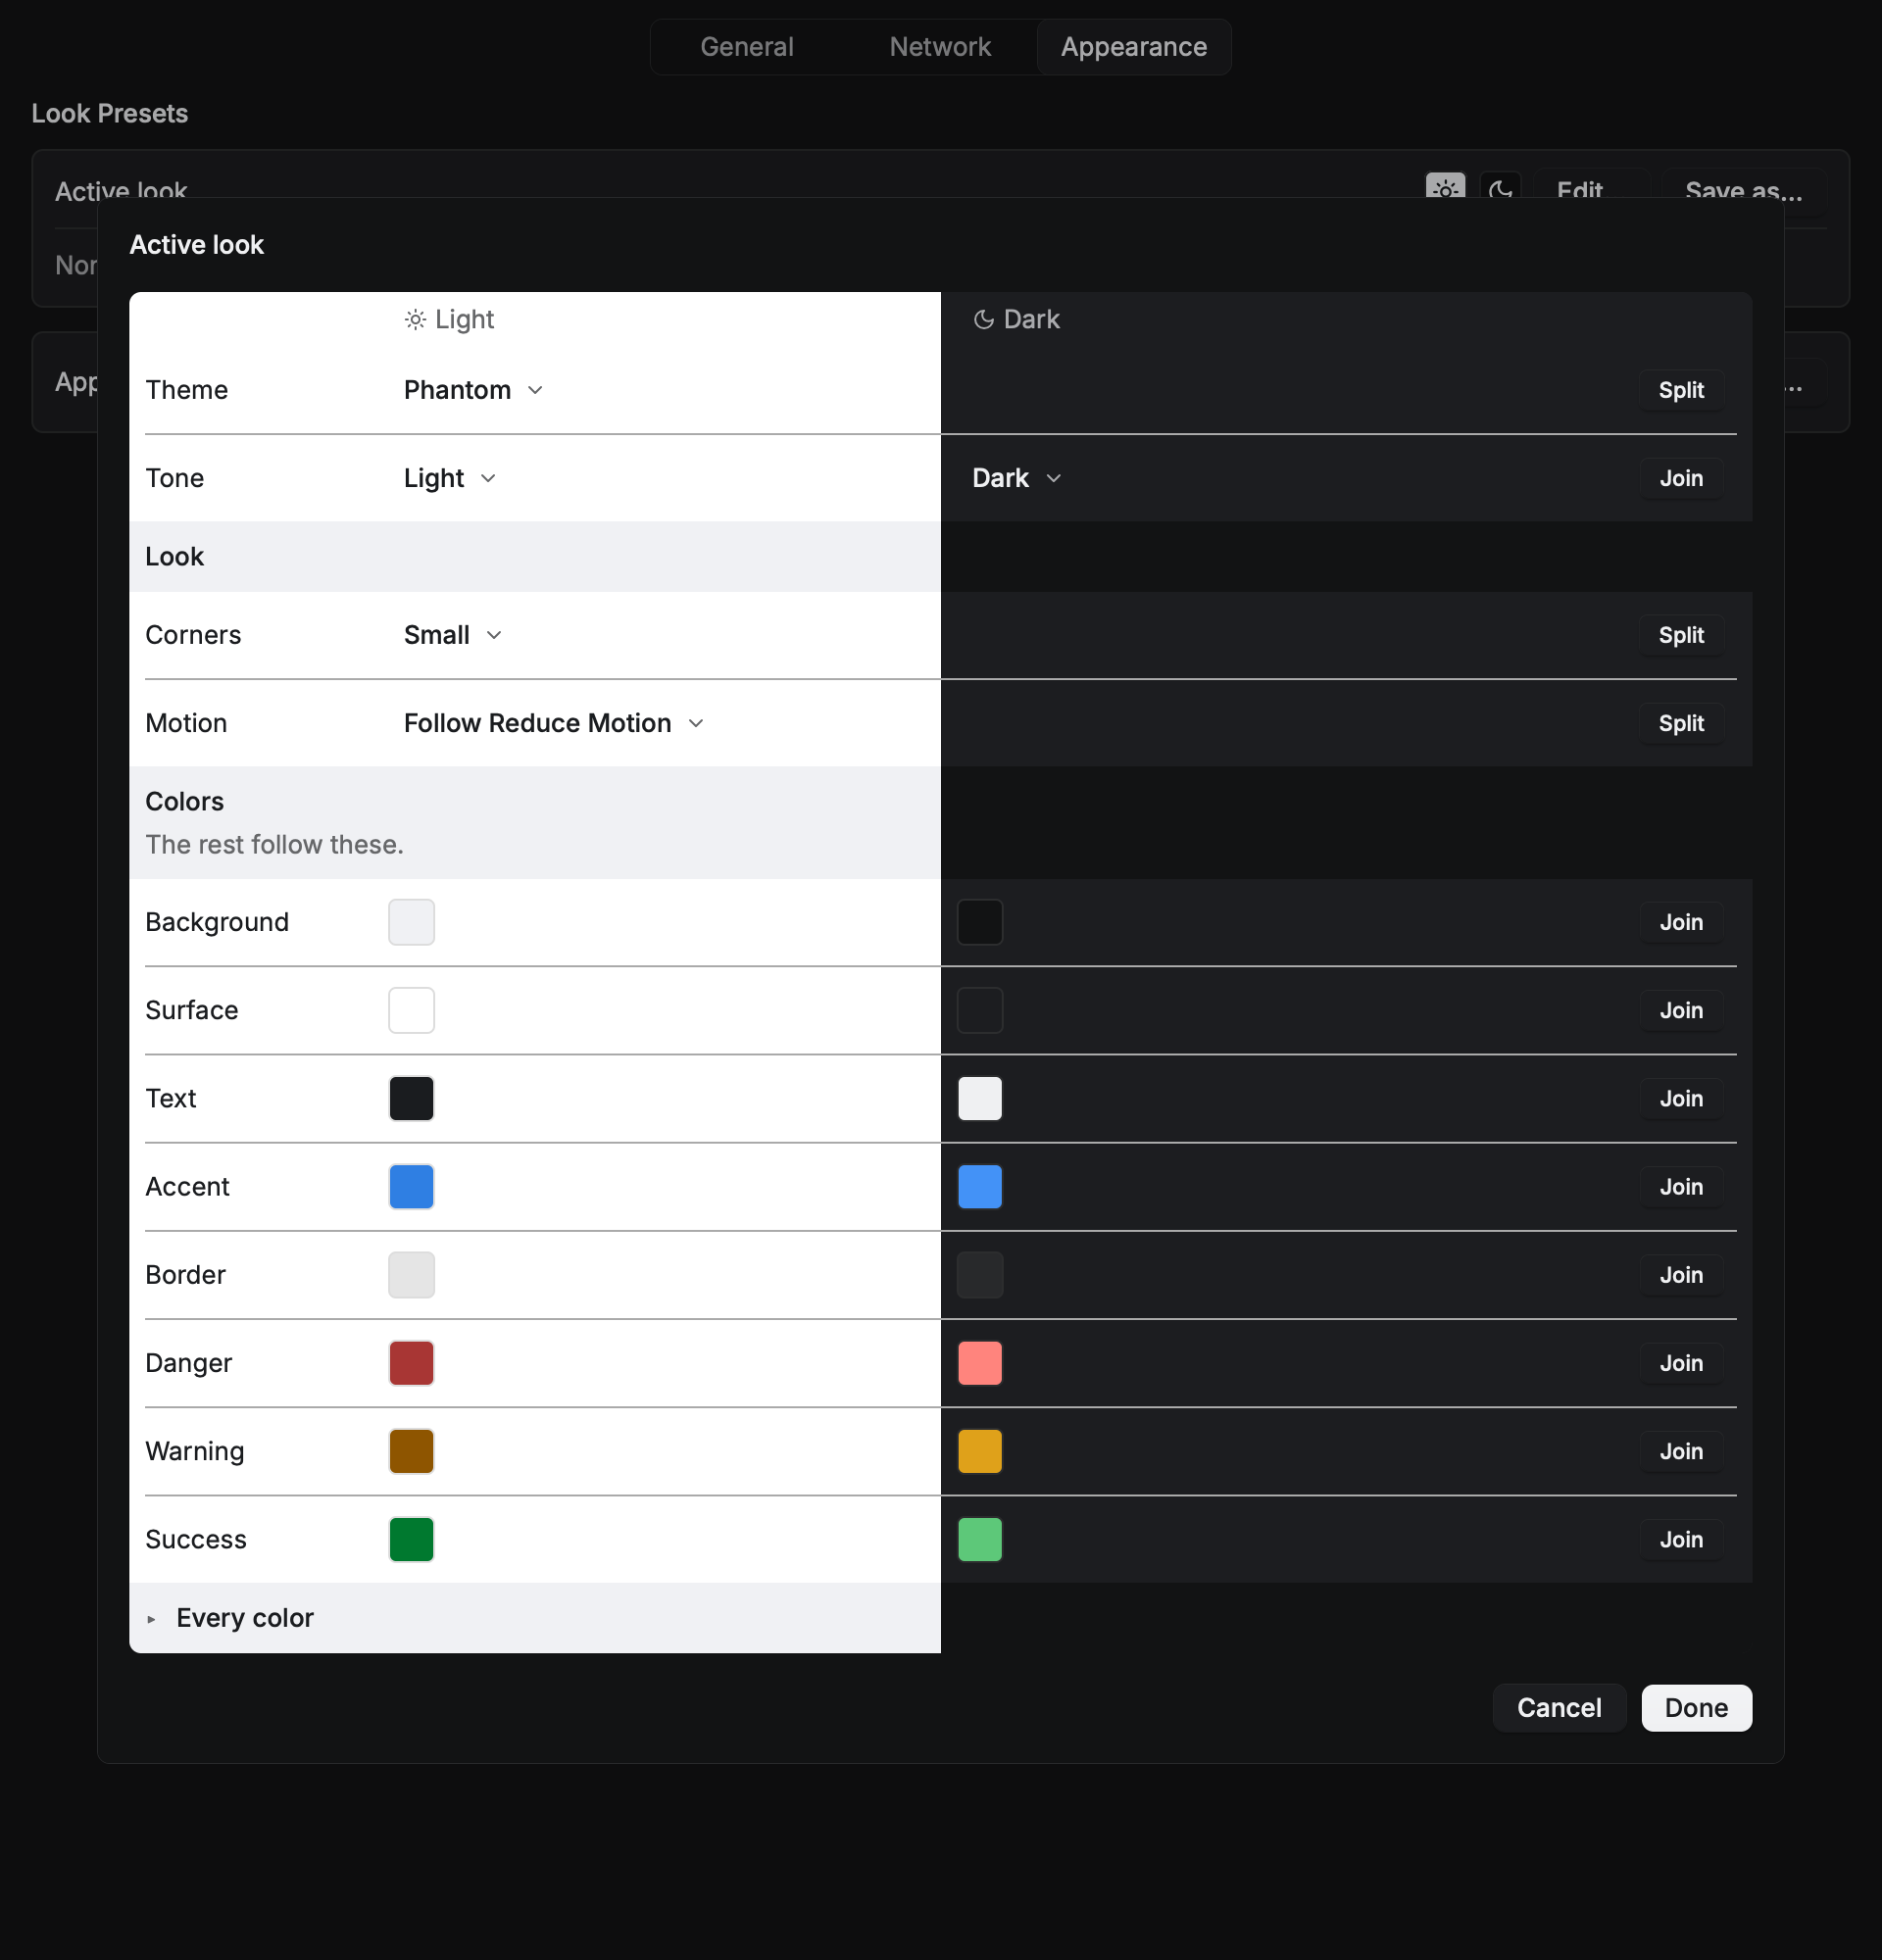 General Network Appearance
Look Presets
Active look Edit Save as...
Active look
Light Dark
Theme Phantom Split
Tone Light Dark Join
Look
Corners Small Split
Motion Follow Reduce Motion Split
Colors
The rest follow these.
Background Join
Surface Join
Text Join
Accent Join
Border Join
Danger Join
Warning Join
Success Join
Every color
Cancel Done